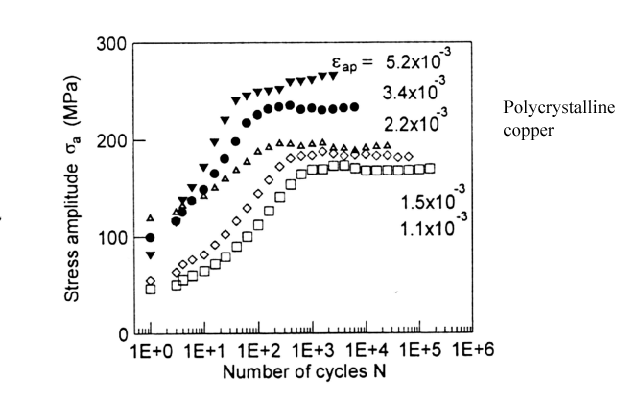 300
200
100
0
Stress amplitude σₐ (MPa)
εₐₚ = 5.2x10⁻³
3.4x10⁻³
2.2x10⁻³
1.5x10⁻³
1.1x10⁻³
Polycrystalline
copper
1E+0 1E+1 1E+2 1E+3 1E+4 1E+5 1E+6
Number of cycles N